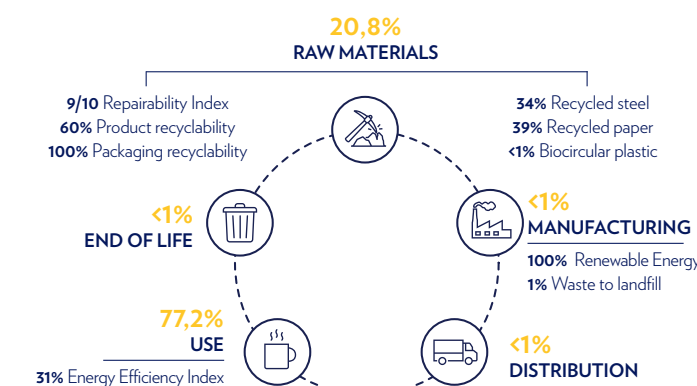 20,8%
RAW MATERIALS
9/10 Repairability Index
60% Product recyclability
100% Packaging recyclability
34% Recycled steel
39% Recycled paper
<1% Biocircular plastic
<1%
END OF LIFE
<1%
MANUFACTURING
100% Renewable Energy
1% Waste to landfill
77,2%
USE
31% Energy Efficiency Index
<1%
DISTRIBUTION